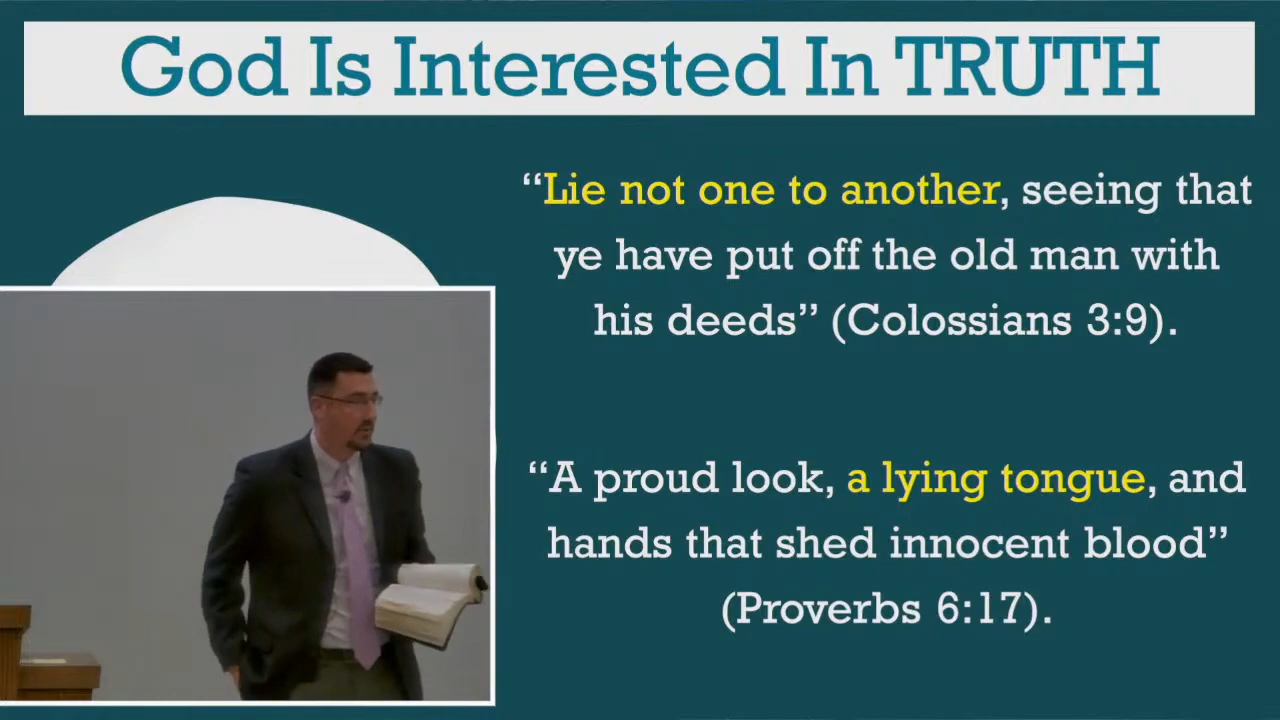 God Is Interested In TRUTH
“Lie not one to another, seeing that
ye have put off the old man with
his deeds” (Colossians 3:9).
“A proud look, a lying tongue, and
hands that shed innocent blood”
(Proverbs 6:17).